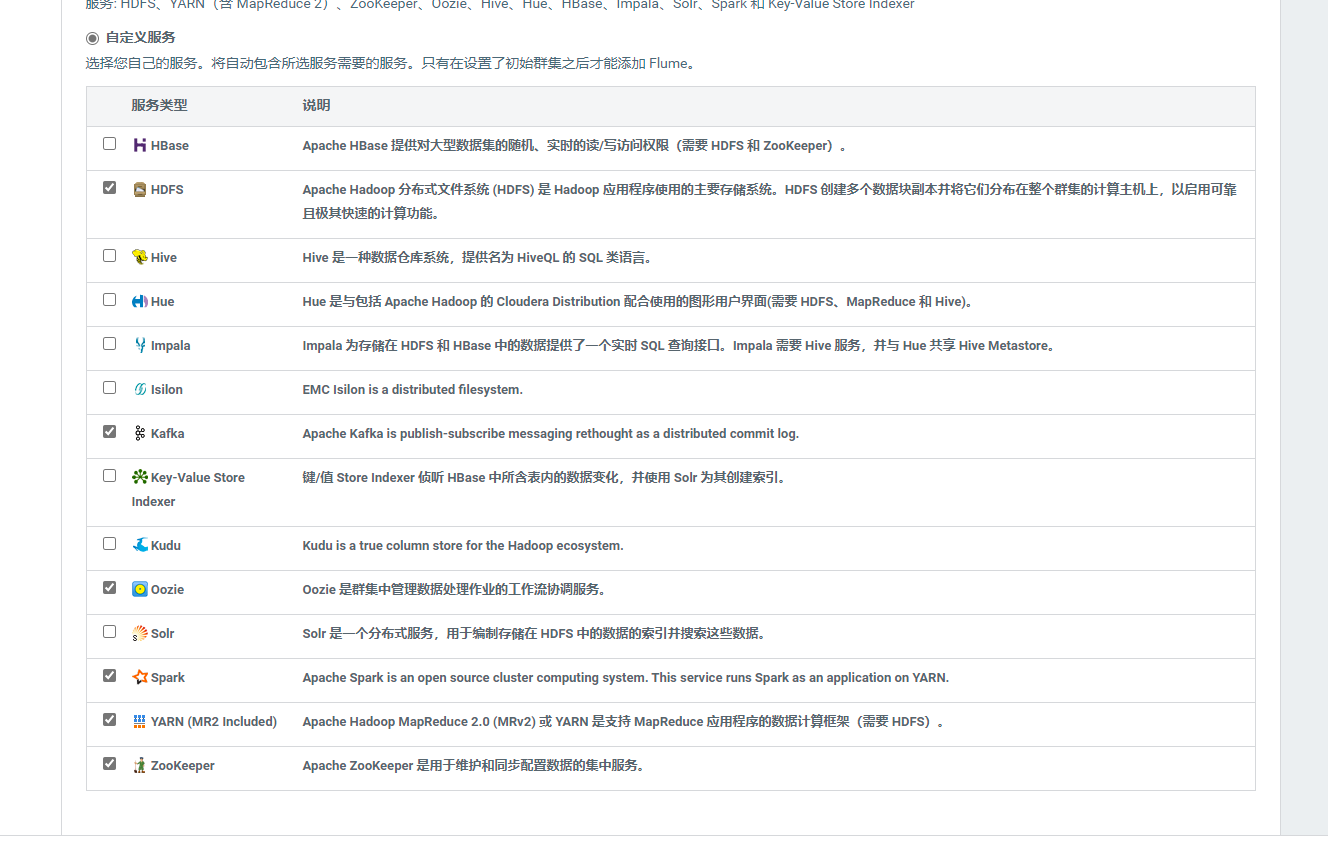 服务: HDFS、YARN（含 MapReduce 2）、ZooKeeper、Oozie、Hive、Hue、HBase、Impala、Solr、Spark 和 Key-Value Store Indexer
自定义服务
选择您自己的服务。将自动包含所选服务需要的服务。只有在设置了初始群集之后才能添加 Flume。
服务类型 说明
HBase Apache HBase 提供对大型数据集的随机、实时的读/写访问权限（需要 HDFS 和 ZooKeeper）。
HDFS Apache Hadoop 分布式文件系统 (HDFS) 是 Hadoop 应用程序使用的主要存储系统。HDFS 创建多个数据块副本并将它们分布在整个群集的计算主机上，以启用可靠
且极其快速的计算功能。
Hive Hive 是一种数据仓库系统，提供名为 HiveQL 的 SQL 类语言。
Hue Hue 是与包括 Apache Hadoop 的 Cloudera Distribution 配合使用的图形用户界面(需要 HDFS、MapReduce 和 Hive)。
Impala Impala 为存储在 HDFS 和 HBase 中的数据提供了一个实时 SQL 查询接口。Impala 需要 Hive 服务，并与 Hue 共享 Hive Metastore。
Isilon EMC Isilon is a distributed filesystem.
Kafka Apache Kafka is publish-subscribe messaging rethought as a distributed commit log.
Key-Value Store 键/值 Store Indexer 侦听 HBase 中所含表内的数据变化，并使用 Solr 为其创建索引。
Indexer
Kudu Kudu is a true column store for the Hadoop ecosystem.
Oozie Oozie 是群集中管理数据处理作业的工作流协调服务。
Solr Solr 是一个分布式服务，用于编制存储在 HDFS 中的数据的索引并搜索这些数据。
Spark Apache Spark is an open source cluster computing system. This service runs Spark as an application on YARN.
YARN (MR2 Included) Apache Hadoop MapReduce 2.0 (MRv2) 或 YARN 是支持 MapReduce 应用程序的数据计算框架（需要 HDFS）。
ZooKeeper Apache ZooKeeper 是用于维护和同步配置数据的集中服务。